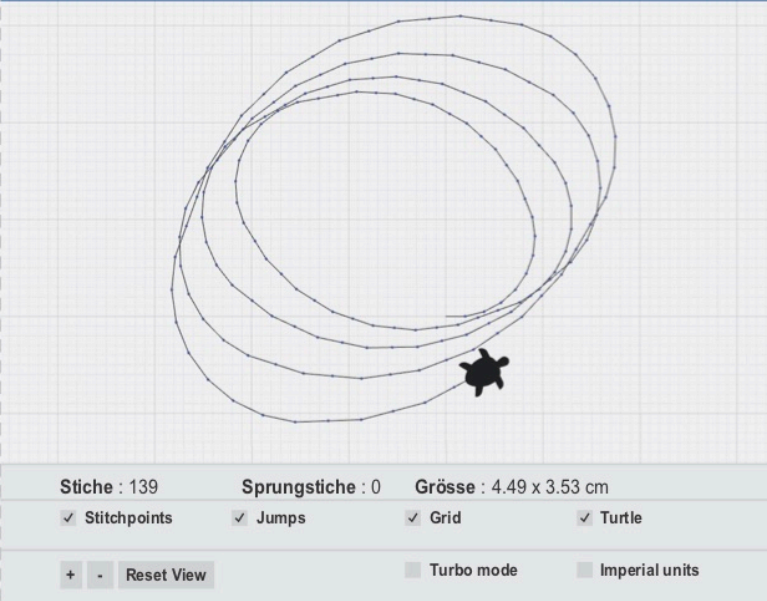 Stiche : 139 Sprungstiche : 0 Grösse : 4.49 x 3.53 cm
✓ Stitchpoints ✓ Jumps ✓ Grid ✓ Turtle
+ - Reset View Turbo mode Imperial units